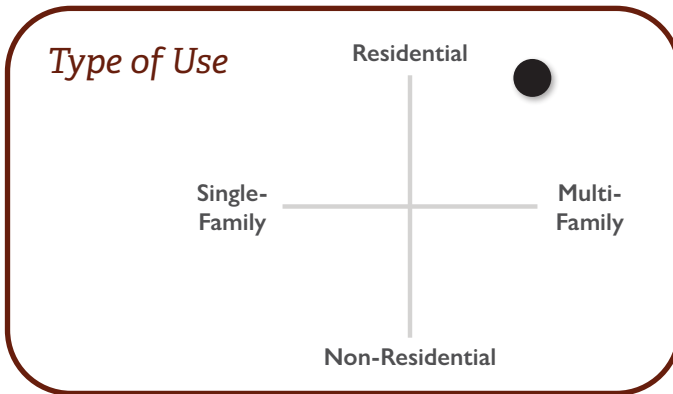 Type of Use
Residential
Single-
Family
Multi-
Family
Non-Residential